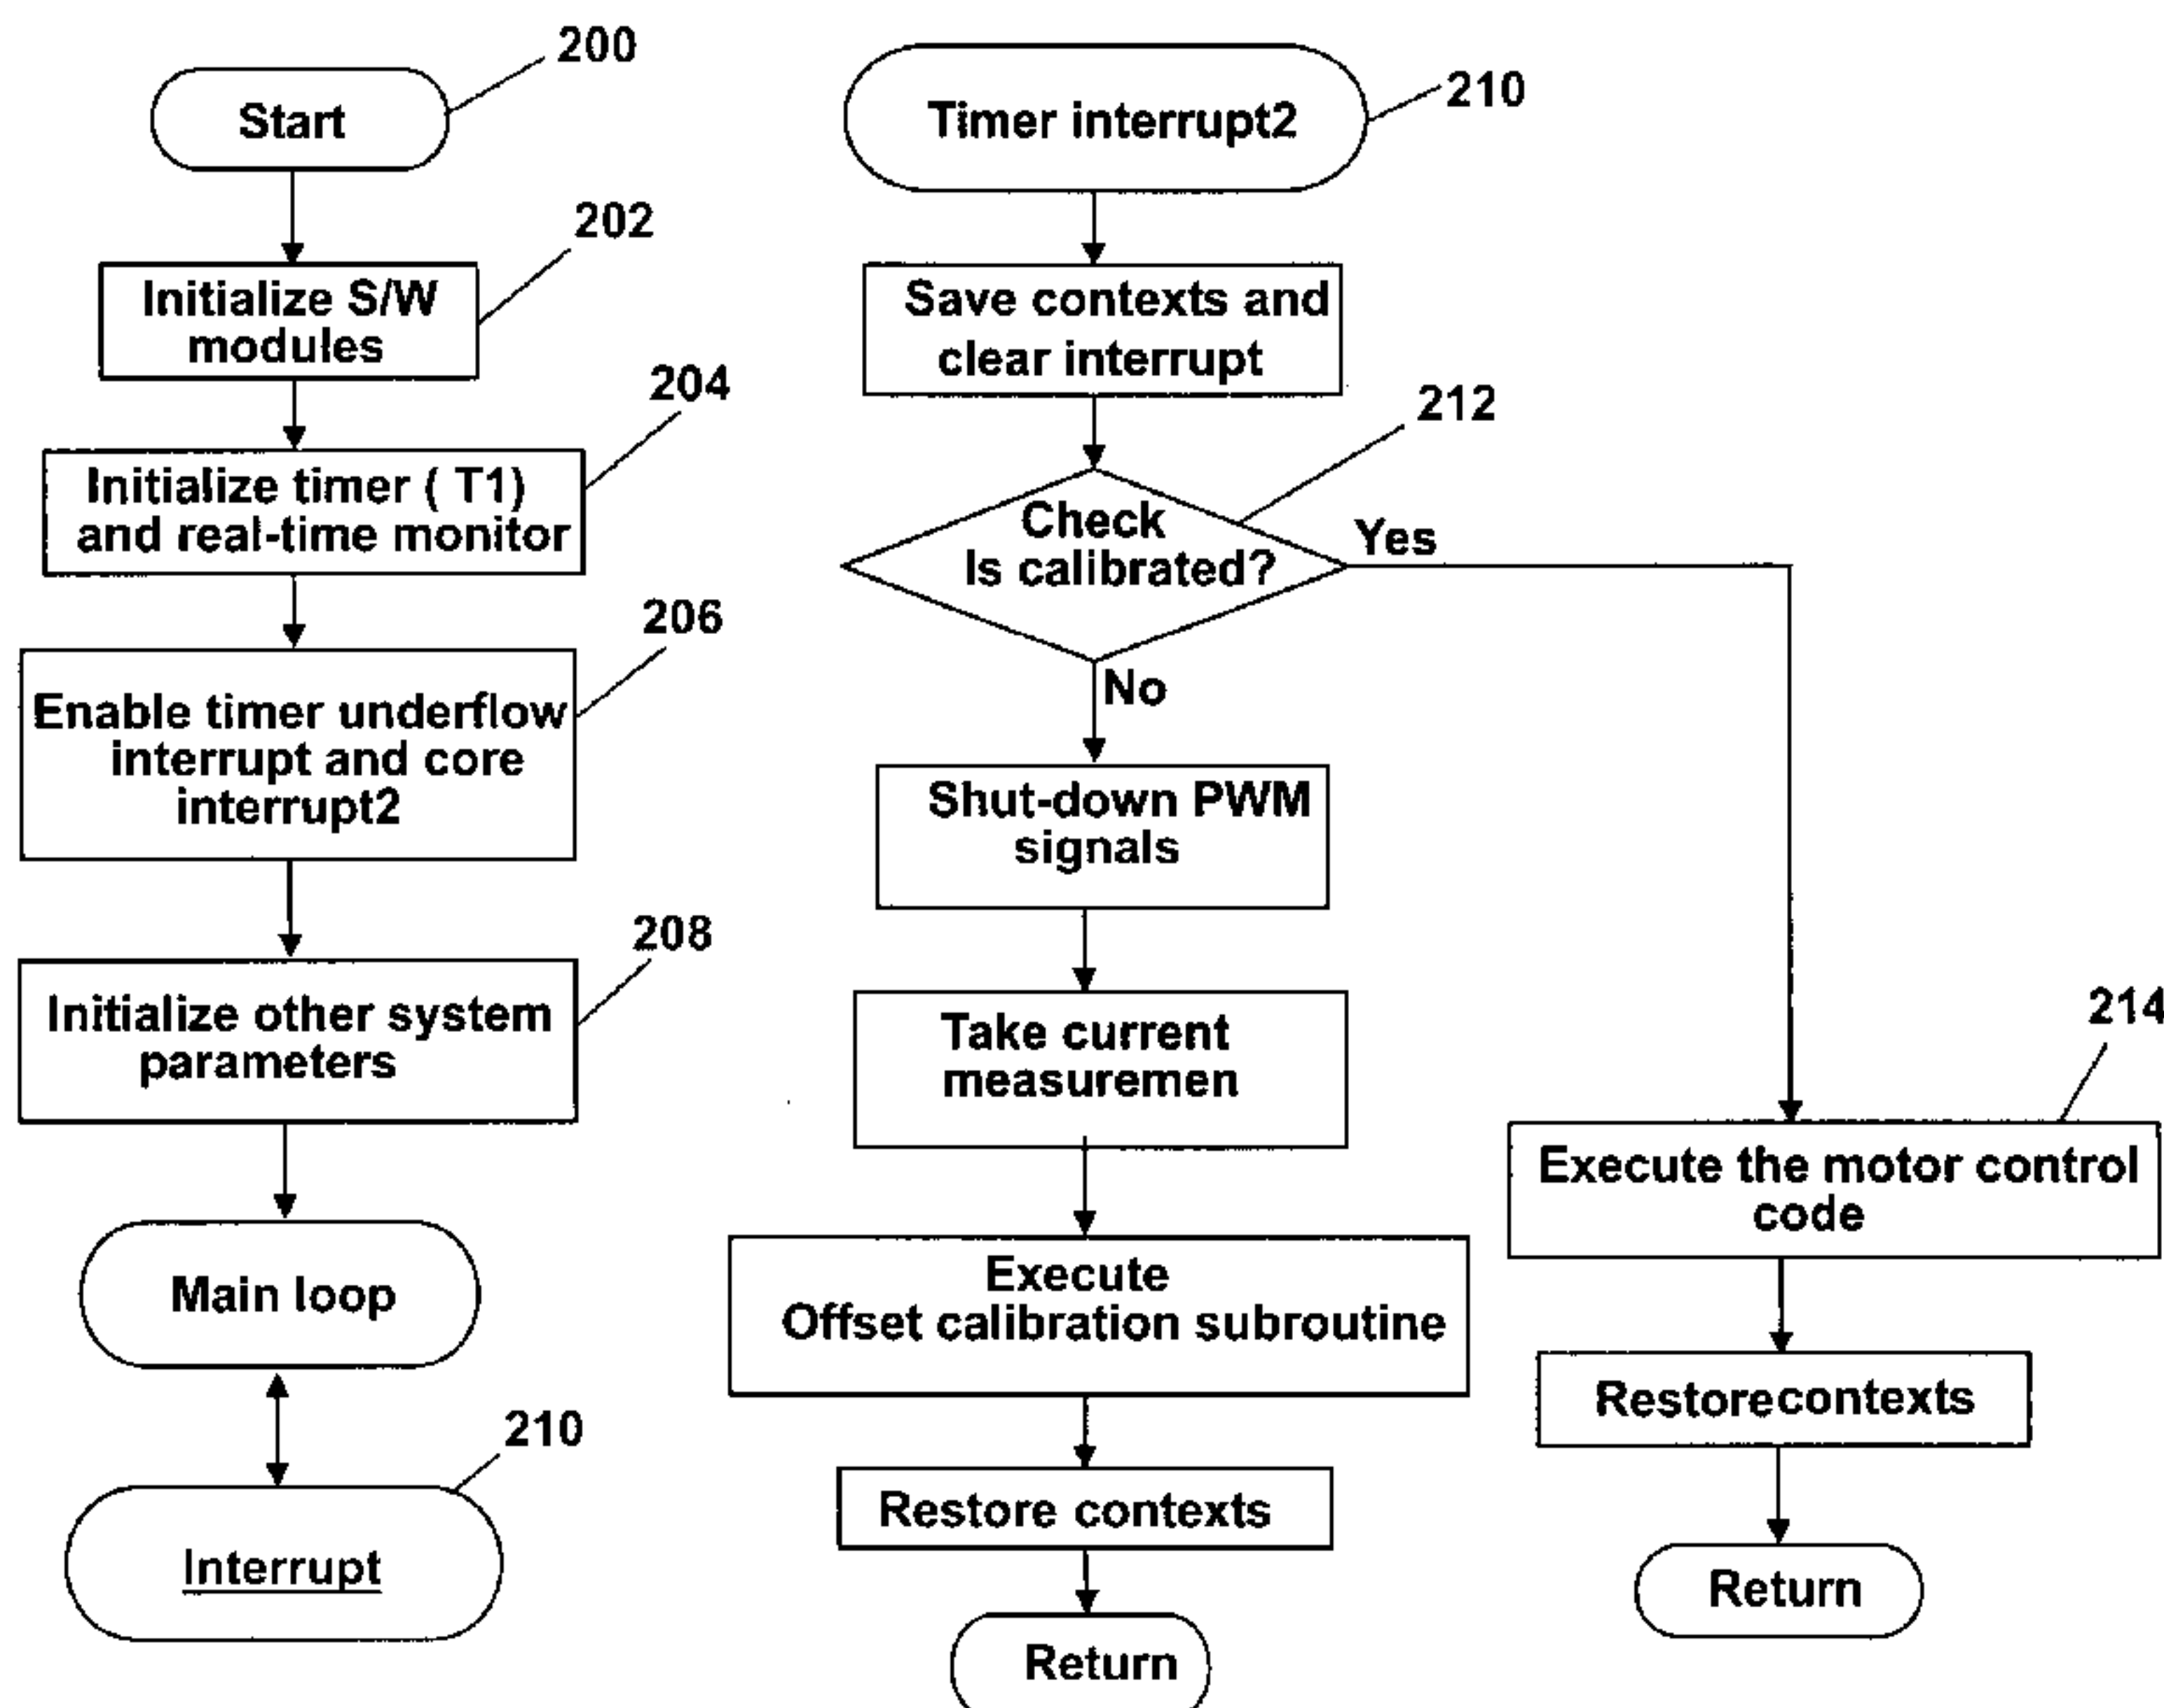 200
Start
202
Initialize S/W
modules
204
Initialize timer ( T1)
and real-time monitor
206
Enable timer underflow
interrupt and core
interrupt2
208
Initialize other system
parameters
Main loop
210
Interrupt
Timer interrupt2
210
Save contexts and
clear interrupt
212
Check
Is calibrated?
Yes
No
Shut-down PWM
signals
Take current
measuremen
Execute
Offset calibration subroutine
Restore contexts
Return
214
Execute the motor control
code
Restore contexts
Return